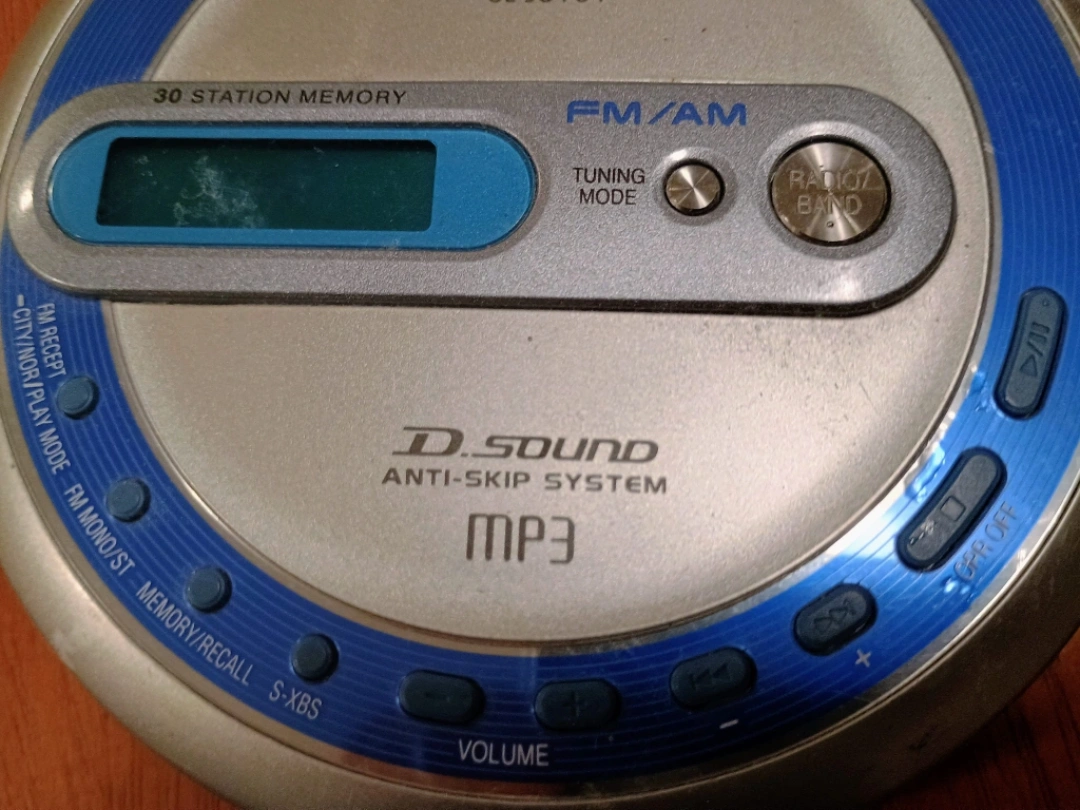 30 STATION MEMORY
FM/AM
TUNING
MODE
RADIO/
BAND
FM RECEPT
-CITY/NOR/PLAY MODE
FM MONO/ST
MEMORY/RECALL
S-XBS
D.SOUND
ANTI-SKIP SYSTEM
MP3
OPR OFF
- +
VOLUME
-
+